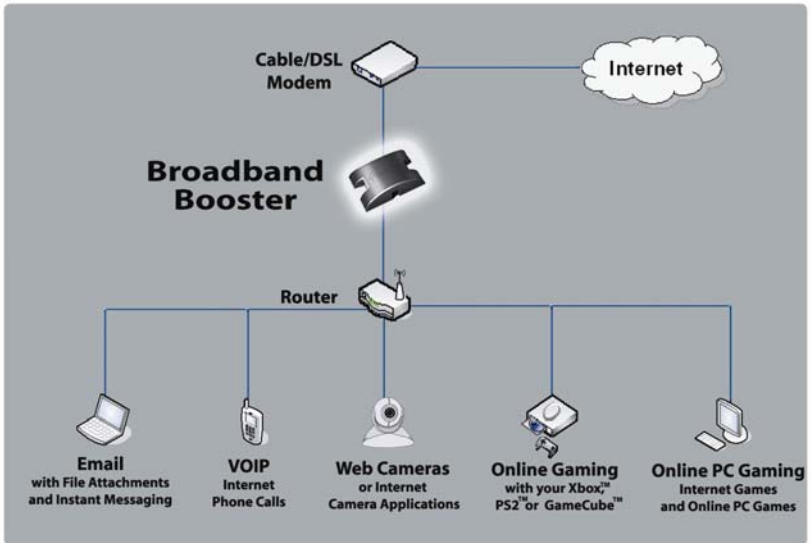 Cable/DSL
Modem
Internet
Broadband
Booster
Router
Email
with File Attachments
and Instant Messaging
VOIP
Internet
Phone Calls
Web Cameras
or Internet
Camera Applications
Online Gaming
with your Xbox,™
PS2™ or GameCube™
Online PC Gaming
Internet Games
and Online PC Games